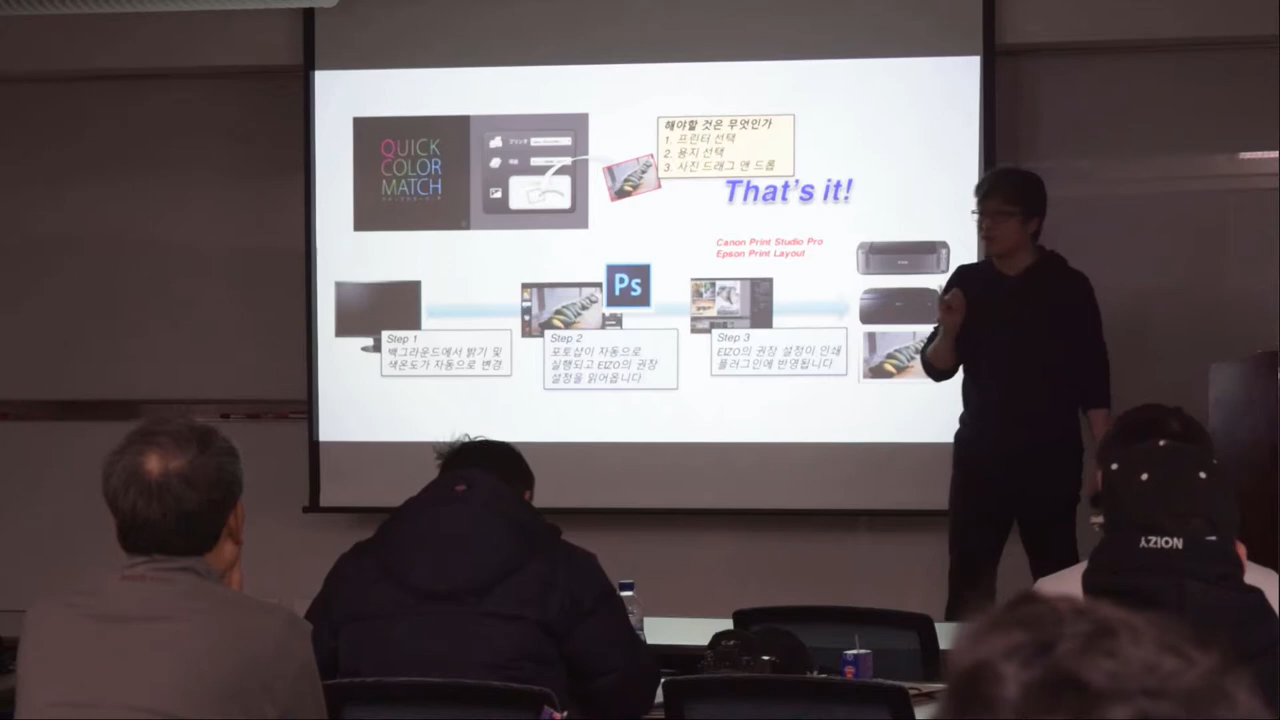 QUICK
COLOR
MATCH
プリンタ
해야할 것은 무엇인가
1. 프린터 선택
2. 용지 선택
3. 사진 드래그 앤 드롭
That's it!
Canon Print Studio Pro
Epson Print Layout
Ps
Step 1
백그라운드에서 밝기 및
색온도가 자동으로 변경
Step 2
포토샵이 자동으로
실행되고 EIZO의 권장
설정을 읽어옵니다
Step 3
EIZO의 권장 설정이 인쇄
플러그인에 반영됩니다
NOIZY